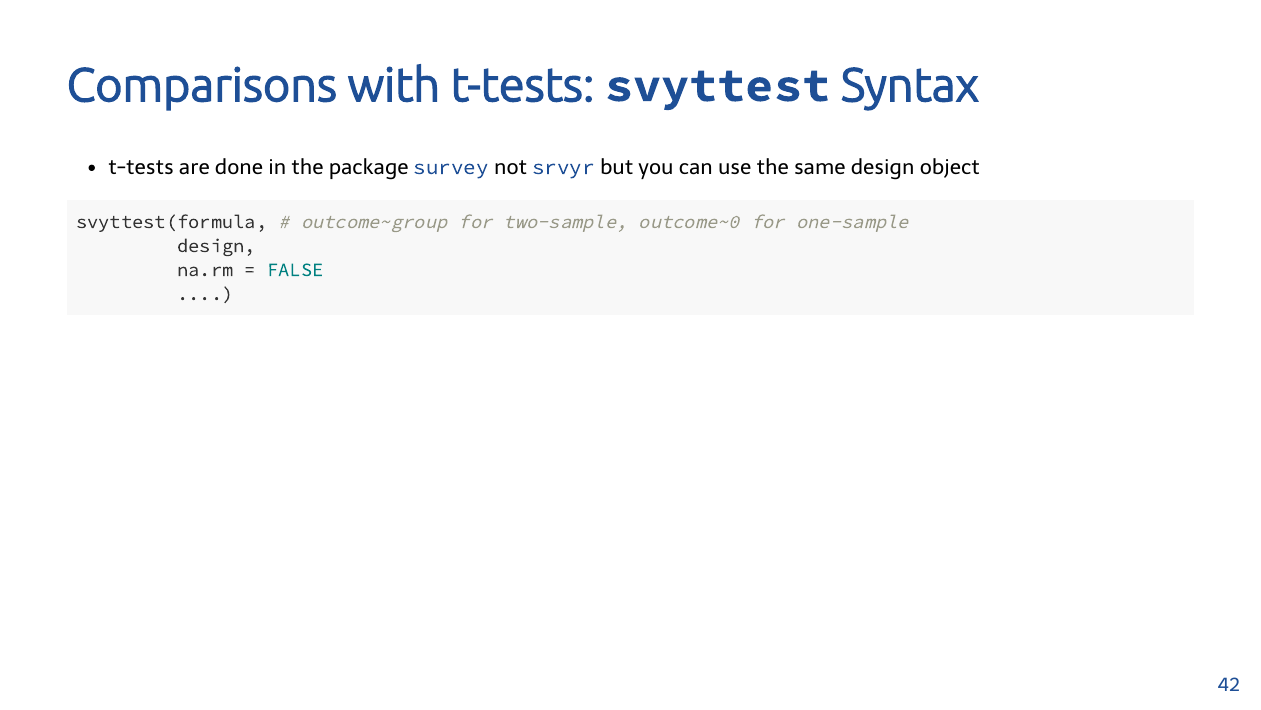 Comparisons with t-tests: svyttest Syntax
• t-tests are done in the package survey not srvyr but you can use the same design object
svyttest(formula, # outcome~group for two-sample, outcome~0 for one-sample
         design,
         na.rm = FALSE
         ....)
42